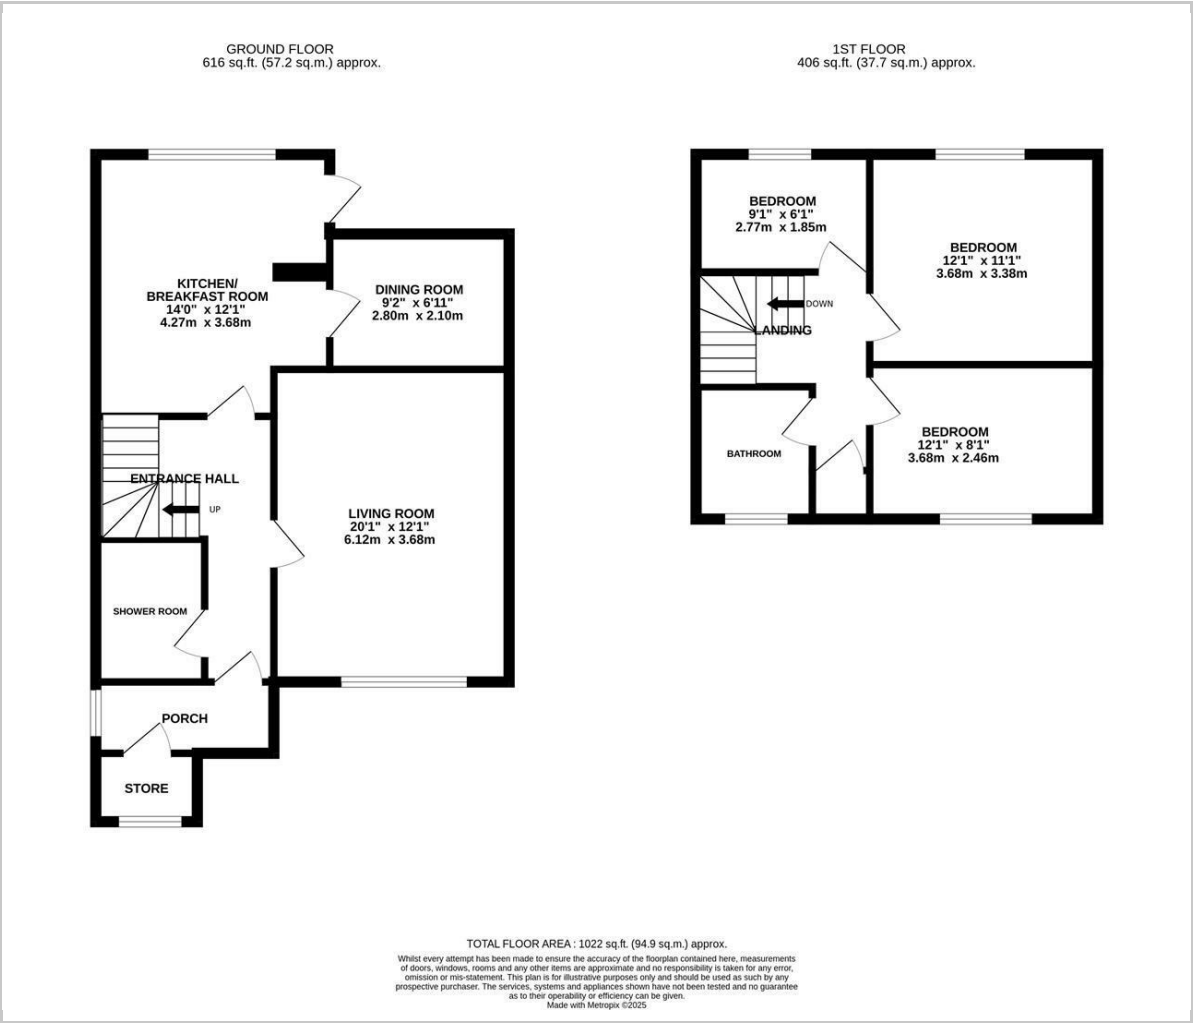 GROUND FLOOR
616 sq.ft. (57.2 sq.m.) approx.
1ST FLOOR
406 sq.ft. (37.7 sq.m.) approx.
KITCHEN/
BREAKFAST ROOM
14'0" x 12'1"
4.27m x 3.68m
DINING ROOM
9'2" x 6'11"
2.80m x 2.10m
ENTRANCE HALL
UP
LIVING ROOM
20'1" x 12'1"
6.12m x 3.68m
SHOWER ROOM
PORCH
STORE
BEDROOM
9'1" x 6'1"
2.77m x 1.85m
BEDROOM
12'1" x 11'1"
3.68m x 3.38m
DOWN
LANDING
BEDROOM
12'1" x 8'1"
3.68m x 2.46m
BATHROOM
TOTAL FLOOR AREA : 1022 sq.ft. (94.9 sq.m.) approx.
Whilst every attempt has been made to ensure the accuracy of the floorplan contained here, measurements
of doors, windows, rooms and any other items are approximate and no responsibility is taken for any error,
omission or mis-statement. This plan is for illustrative purposes only and should be used as such by any
prospective purchaser. The services, systems and appliances shown have not been tested and no guarantee
as to their operability or efficiency can be given.
Made with Metropix ©2025